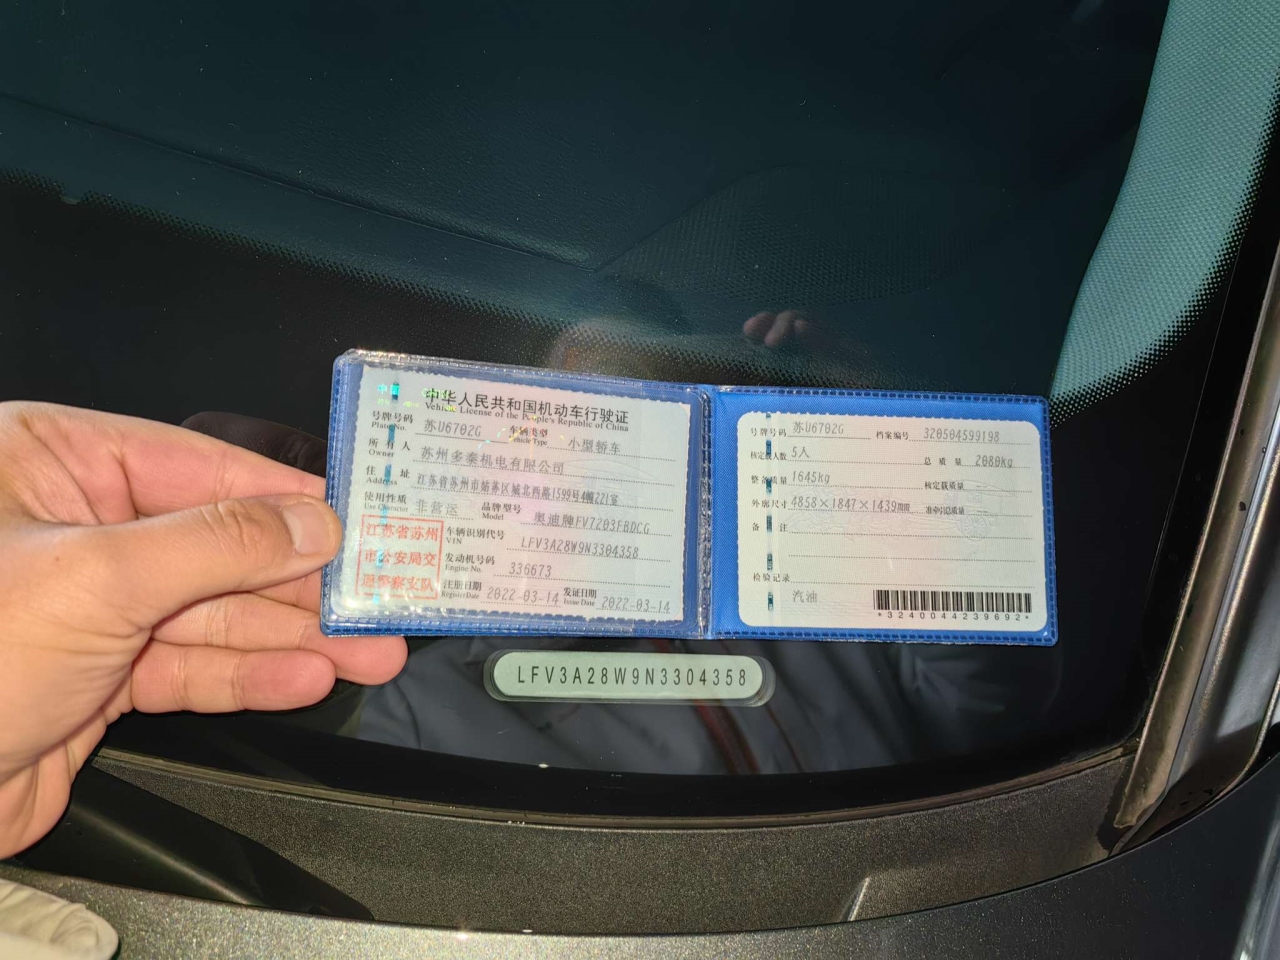 中华人民共和国机动车行驶证
Vehicle License of the People's Republic of China
号牌号码 苏U6702G 车辆类型 小型轿车
Plate No. Vehicle Type
所有人 苏州多泰机电有限公司
Owner
住址 江苏省苏州市姑苏区城北西路1599号4幢221室
Address
使用性质 非营运 品牌型号 奥迪牌FV7203FBDCG
Use Character Model
江苏省苏州
市公安局交
通警察支队
车辆识别代号 LFV3A28W9N3304358
VIN
发动机号码 336673
Engine No.
注册日期 2022-03-14 发证日期 2022-03-14
Register Date Issue Date
号牌号码 苏U6702G 档案编号 320504599198
核定载人数 5人 总质量 2080kg
整备质量 1645kg 核定载质量
外廓尺寸 4858×1847×1439mm 准牵引总质量
备注
检验记录
汽油
*3240044239692*
LFV3A28W9N3304358